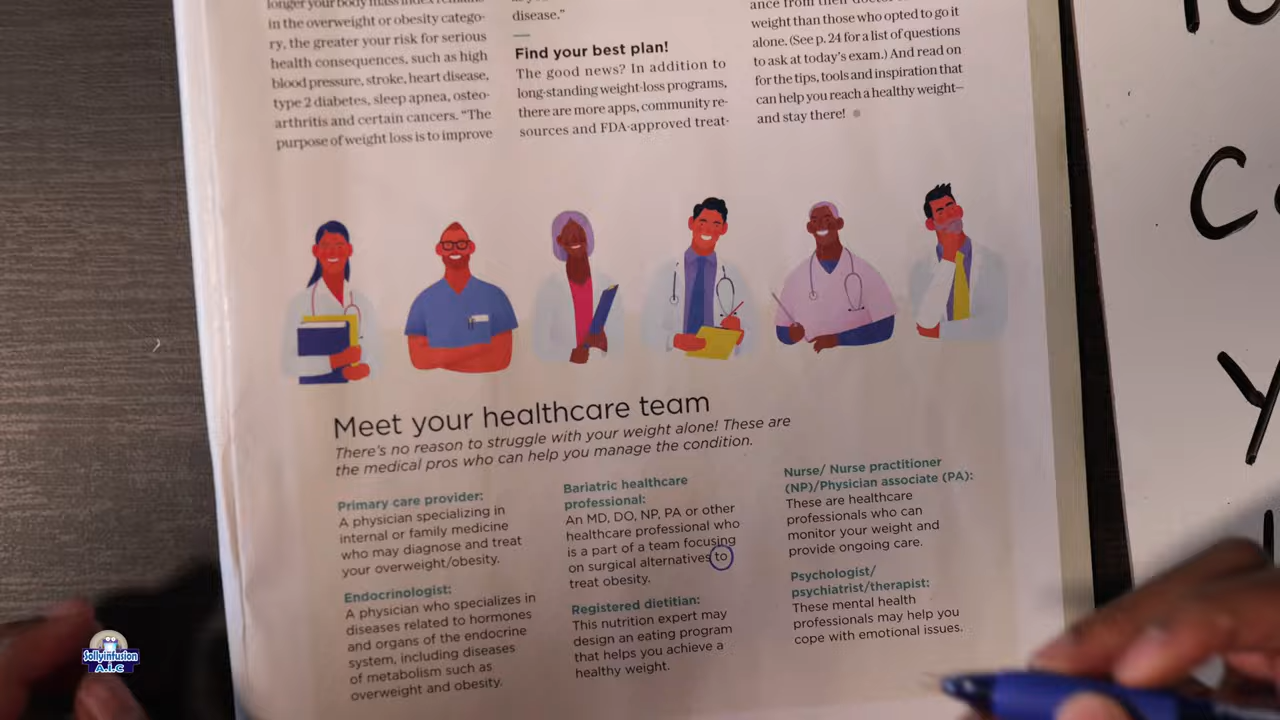 longer your body mass index remains
in the overweight or obesity catego-
ry, the greater your risk for serious
health consequences, such as high
blood pressure, stroke, heart disease,
type 2 diabetes, sleep apnea, osteo-
arthritis and certain cancers. “The
purpose of weight loss is to improve
disease.”
Find your best plan!
The good news? In addition to
long-standing weight-loss programs,
there are more apps, community re-
sources and FDA-approved treat-
ance from their doctor
weight than those who opted to go it
alone. (See p. 24 for a list of questions
to ask at today’s exam.) And read on
for the tips, tools and inspiration that
can help you reach a healthy weight—
and stay there!
Meet your healthcare team
There’s no reason to struggle with your weight alone! These are
the medical pros who can help you manage the condition.
Primary care provider:
A physician specializing in
internal or family medicine
who may diagnose and treat
your overweight/obesity.
Endocrinologist:
A physician who specializes in
diseases related to hormones
and organs of the endocrine
system, including diseases
of metabolism such as
overweight and obesity.
Bariatric healthcare
professional:
An MD, DO, NP, PA or other
healthcare professional who
is a part of a team focusing
on surgical alternatives to
treat obesity.
Registered dietitian:
This nutrition expert may
design an eating program
that helps you achieve a
healthy weight.
Nurse/ Nurse practitioner
(NP)/Physician associate (PA):
These are healthcare
professionals who can
monitor your weight and
provide ongoing care.
Psychologist/
psychiatrist/therapist:
These mental health
professionals may help you
cope with emotional issues.
Sollyinfusion
A.I.C